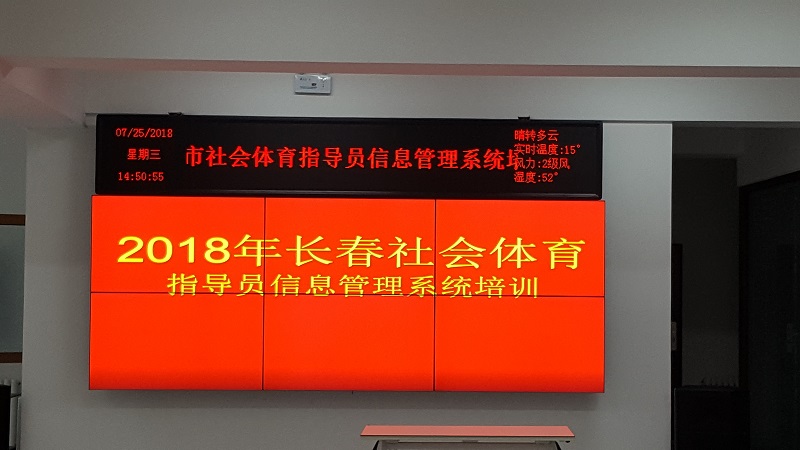 07/25/2018
星期三
14:50:55
市社会体育指导员信息管理系统培
晴转多云
实时温度:15°
风力:2级风
湿度:52°
2018年长春社会体育
指导员信息管理系统培训